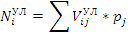 N_i^{ул} = ∑ V_{ij}^{ул} * p_j